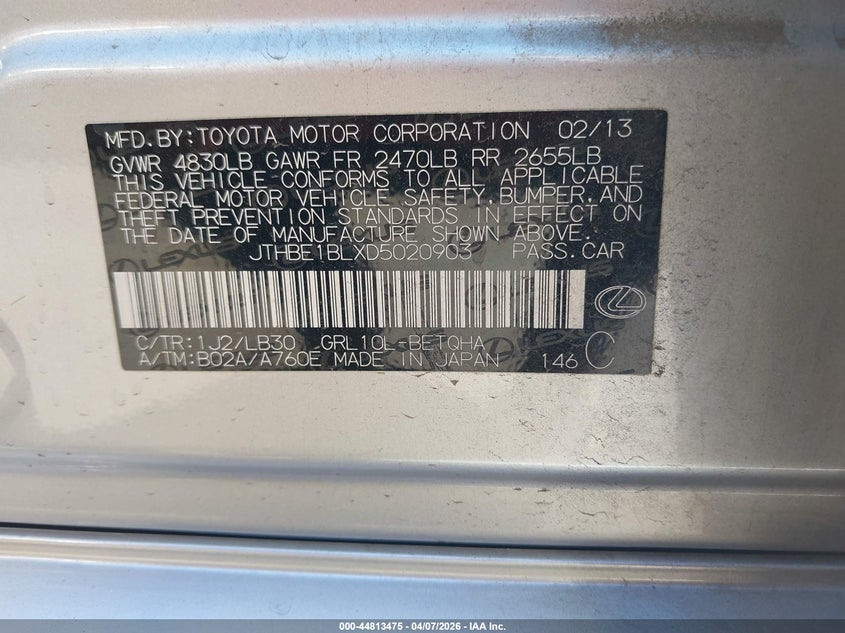 MFD.BY:TOYOTA MOTOR CORPORATION 02/13
GVWR 4830LB GAWR FR 2470LB RR 2655LB
THIS VEHICLE CONFORMS TO ALL APPLICABLE
FEDERAL MOTOR VEHICLE SAFETY,BUMPER,AND
THEFT PREVENTION STANDARDS IN EFFECT ON
THE DATE OF MANUFACTURE SHOWN ABOVE.
JTHBE1BLXD5020903 PASS.CAR
C/TR:1J2/LB30 GRL10L-BETQHA
A/TM:B02A/A760E MADE IN JAPAN 146 C
000-44813475 | 04/07/2026 - IAA Inc.